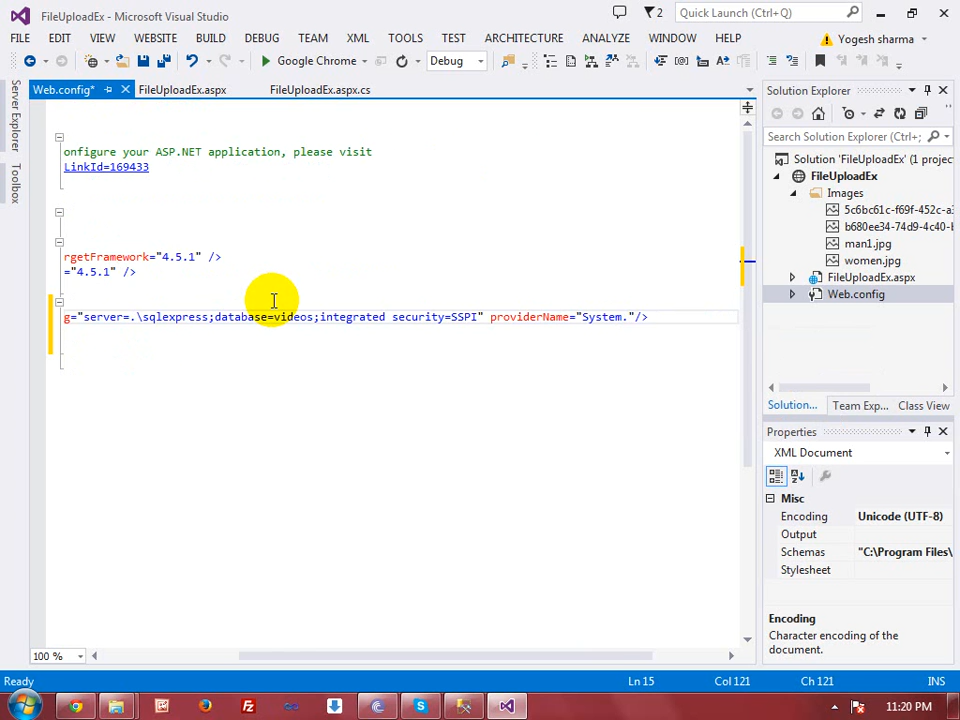 FileUploadEx - Microsoft Visual Studio
2
Quick Launch (Ctrl+Q)
FILE EDIT VIEW WEBSITE BUILD DEBUG TEAM XML TOOLS TEST ARCHITECTURE ANALYZE WINDOW HELP
Yogesh sharma
Google Chrome
Debug
Server Explorer
Toolbox
Web.config*
FileUploadEx.aspx
FileUploadEx.aspx.cs
onfigure your ASP.NET application, please visit
LinkId=169433
rgetFramework="4.5.1" />
="4.5.1" />
g="server=.\sqlexpress;database=videos;integrated security=SSPI" providerName="System."/>
100 %
Solution Explorer
Search Solution Explorer (Ctrl+;
Solution 'FileUploadEx' (1 projec
FileUploadEx
Images
5c6bc61c-f69f-452c-a
b680ee34-74d9-4c40-b
man1.jpg
women.jpg
FileUploadEx.aspx
Web.config
Solution...
Team Exp...
Class View
Properties
XML Document
Misc
Encoding
Unicode (UTF-8)
Output
Schemas
"C:\Program Files\
Stylesheet
Encoding
Character encoding of the
document.
Ready
Ln 15
Col 121
Ch 121
INS
11:20 PM